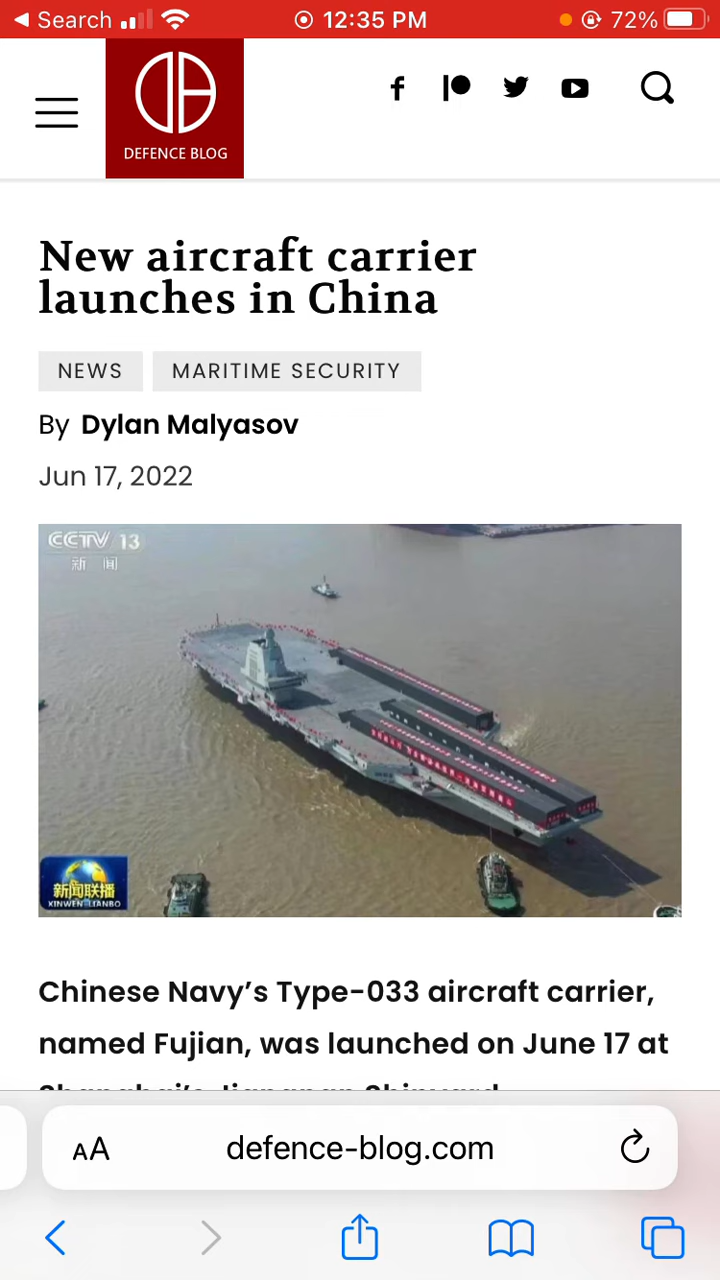 Search
12:35 PM
72%
DEFENCE BLOG
New aircraft carrier
launches in China
NEWS
MARITIME SECURITY
By Dylan Malyasov
Jun 17, 2022
CCTV 13
新 闻
新闻联播
XINWEN LIANBO
Chinese Navy's Type-033 aircraft carrier,
named Fujian, was launched on June 17 at
AA
defence-blog.com